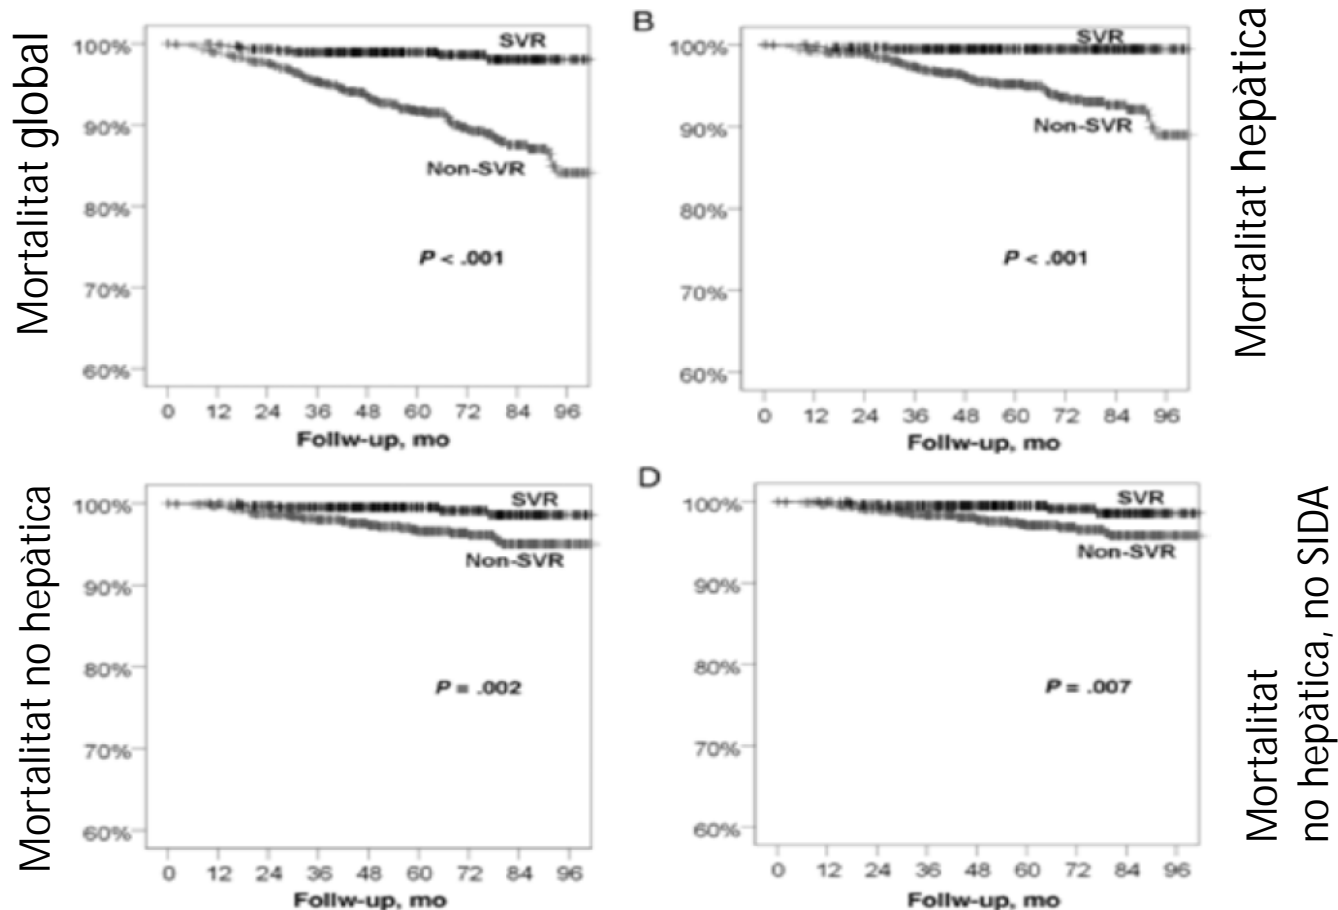 Mortalitat global
100%
90%
80%
70%
60%
SVR
Non-SVR
P < .001
0 12 24 36 48 60 72 84 96
Follw-up, mo
B
Mortalitat hepàtica
100%
90%
80%
70%
60%
SVR
Non-SVR
P < .001
0 12 24 36 48 60 72 84 96
Follw-up, mo
Mortalitat no hepàtica
100%
90%
80%
70%
60%
SVR
Non-SVR
P = .002
0 12 24 36 48 60 72 84 96
Follw-up, mo
D
Mortalitat
no hepàtica, no SIDA
100%
90%
80%
70%
60%
SVR
Non-SVR
P = .007
0 12 24 36 48 60 72 84 96
Follw-up, mo